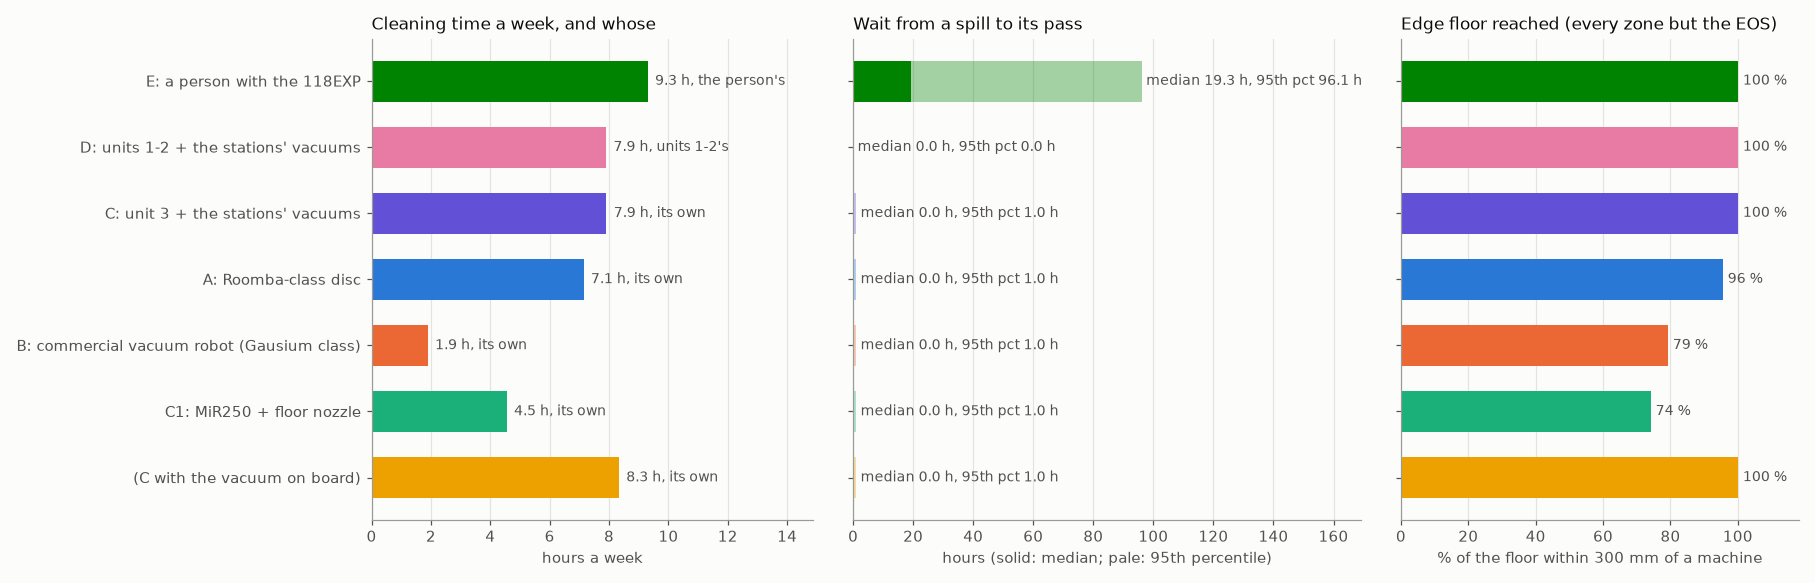 Cleaning time a week, and whose
E: a person with the 118EXP
9.3 h, the person's
D: units 1-2 + the stations' vacuums
7.9 h, units 1-2's
C: unit 3 + the stations' vacuums
7.9 h, its own
A: Roomba-class disc
7.1 h, its own
B: commercial vacuum robot (Gausium class)
1.9 h, its own
C1: MiR250 + floor nozzle
4.5 h, its own
(C with the vacuum on board)
8.3 h, its own
0 2 4 6 8 10 12 14
hours a week
Wait from a spill to its pass
median 19.3 h, 95th pct 96.1 h
median 0.0 h, 95th pct 0.0 h
median 0.0 h, 95th pct 1.0 h
median 0.0 h, 95th pct 1.0 h
median 0.0 h, 95th pct 1.0 h
median 0.0 h, 95th pct 1.0 h
median 0.0 h, 95th pct 1.0 h
0 20 40 60 80 100 120 140 160
hours (solid: median; pale: 95th percentile)
Edge floor reached (every zone but the EOS)
100 %
100 %
100 %
96 %
79 %
74 %
100 %
0 20 40 60 80 100
% of the floor within 300 mm of a machine